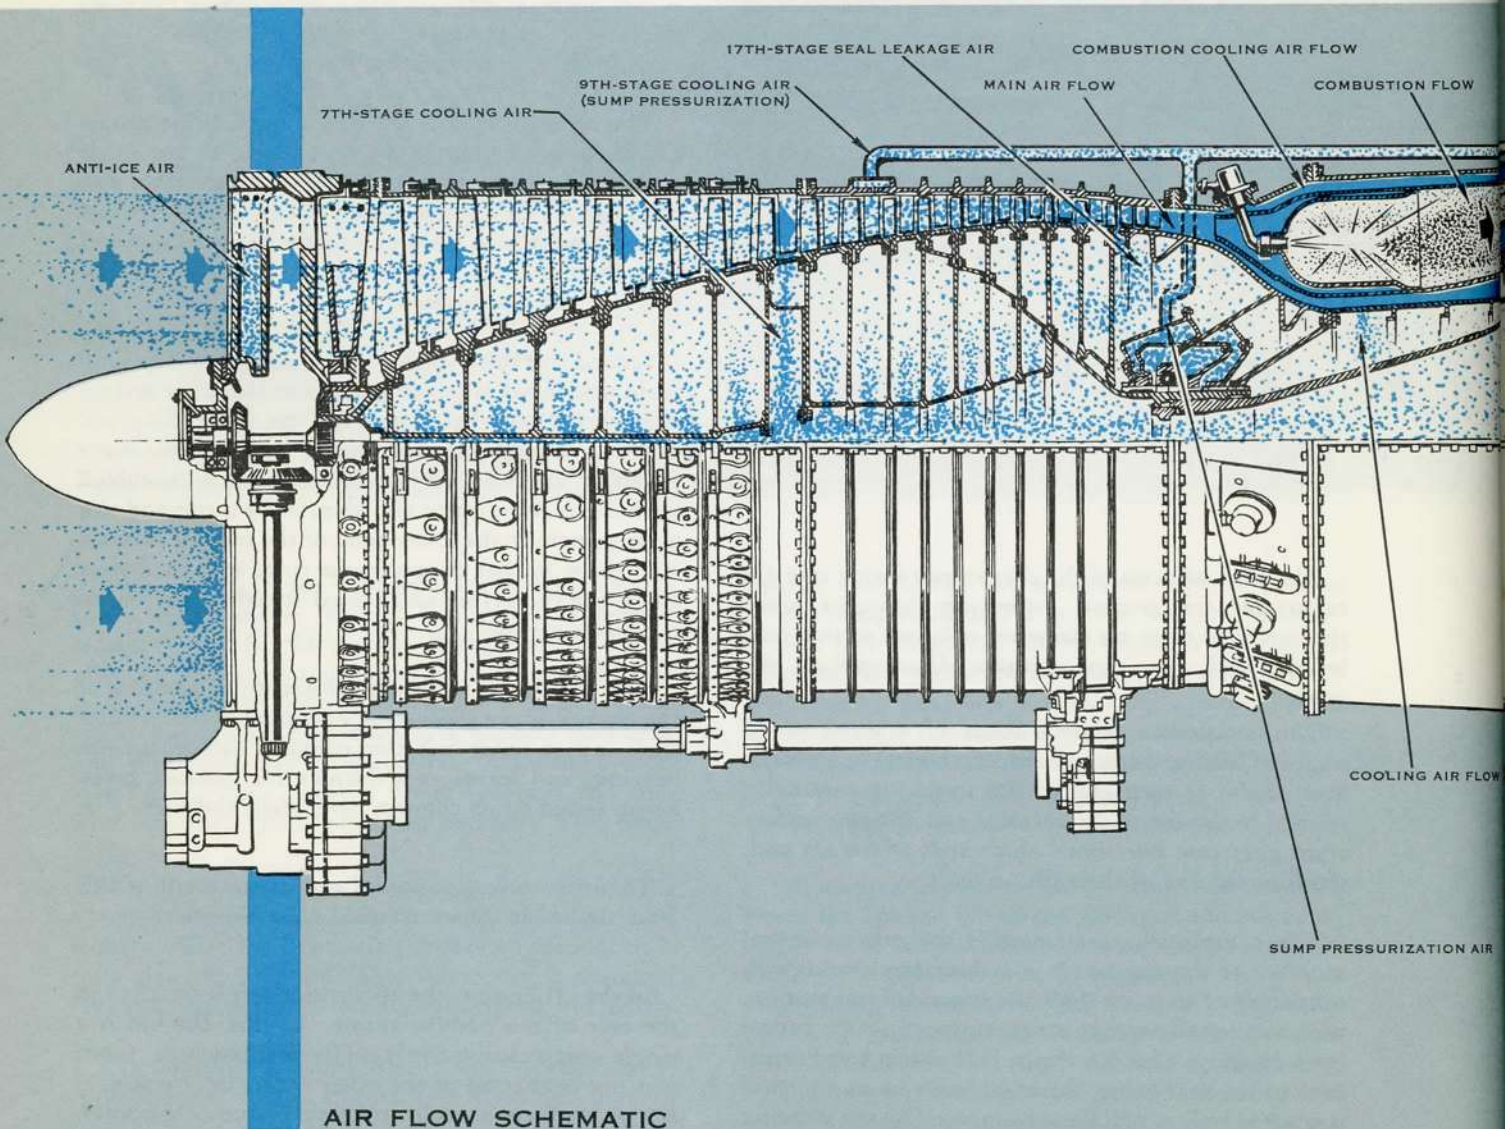 17TH-STAGE SEAL LEAKAGE AIR
COMBUSTION COOLING AIR FLOW
9TH-STAGE COOLING AIR
(SUMP PRESSURIZATION)
MAIN AIR FLOW
COMBUSTION FLOW
7TH-STAGE COOLING AIR
ANTI-ICE AIR
COOLING AIR FLOW
SUMP PRESSURIZATION AIR
AIR FLOW SCHEMATIC